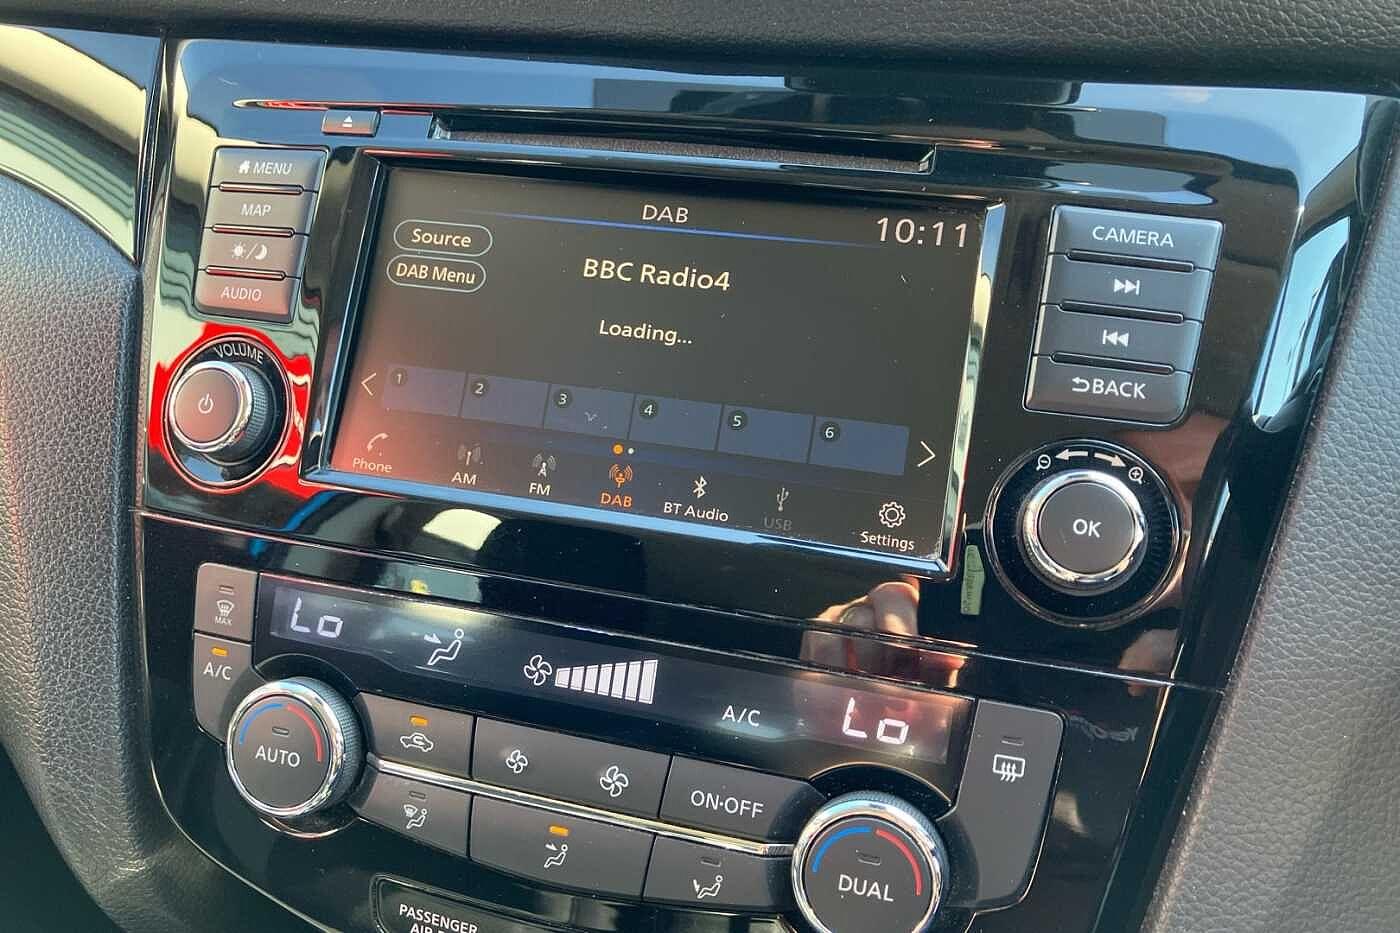 MENU
MAP
AUDIO
VOLUME
DAB
10:11
Source
DAB Menu
BBC Radio4
Loading...
1
2
3
4
5
6
Phone
AM
FM
DAB
BT Audio
USB
Settings
CAMERA
BACK
OK
MAX
A/C
Lo
A/C
Lo
AUTO
ON·OFF
DUAL
PASSENGER